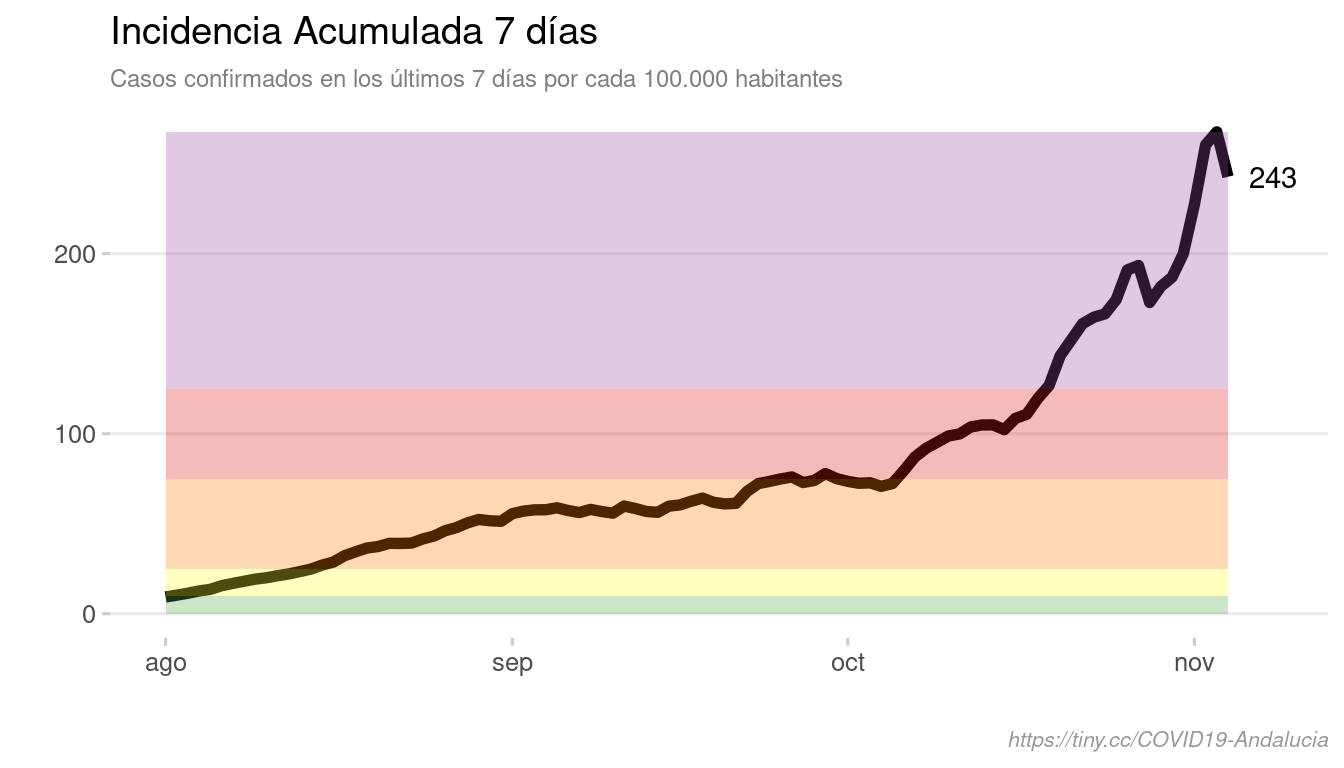 Incidencia Acumulada 7 días
Casos confirmados en los últimos 7 días por cada 100.000 habitantes
243
200
100
0
ago sep oct nov
https://tiny.cc/COVID19-Andalucia